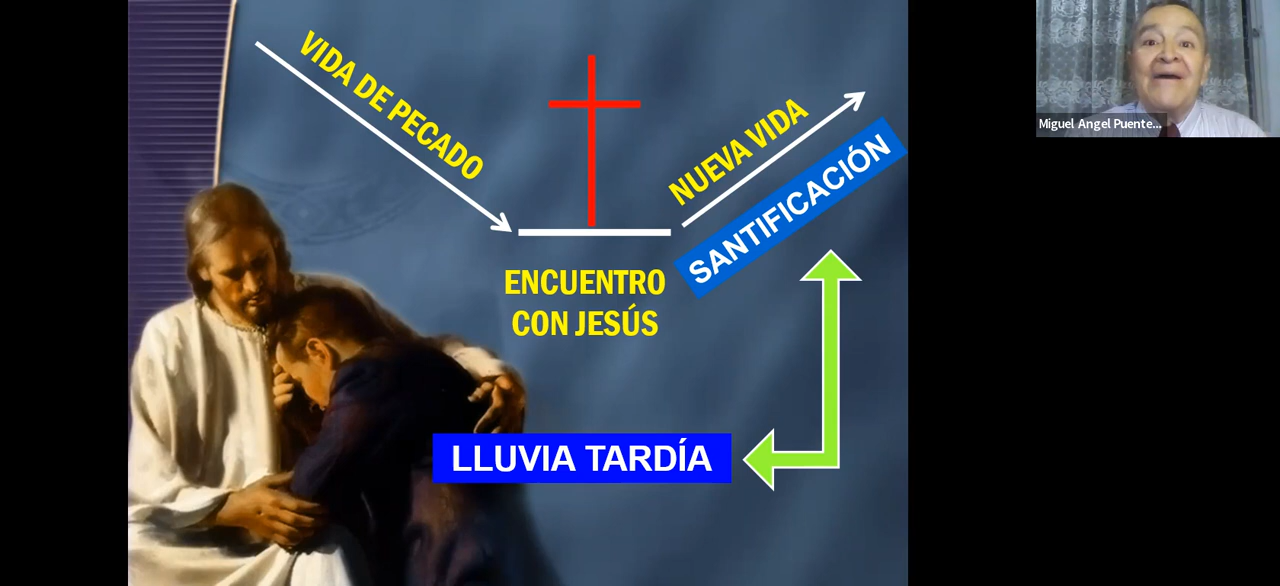 VIDA DE PECADO
NUEVA VIDA
SANTIFICACIÓN
ENCUENTRO
CON JESÚS
LLUVIA TARDÍA
Miguel Angel Puente...